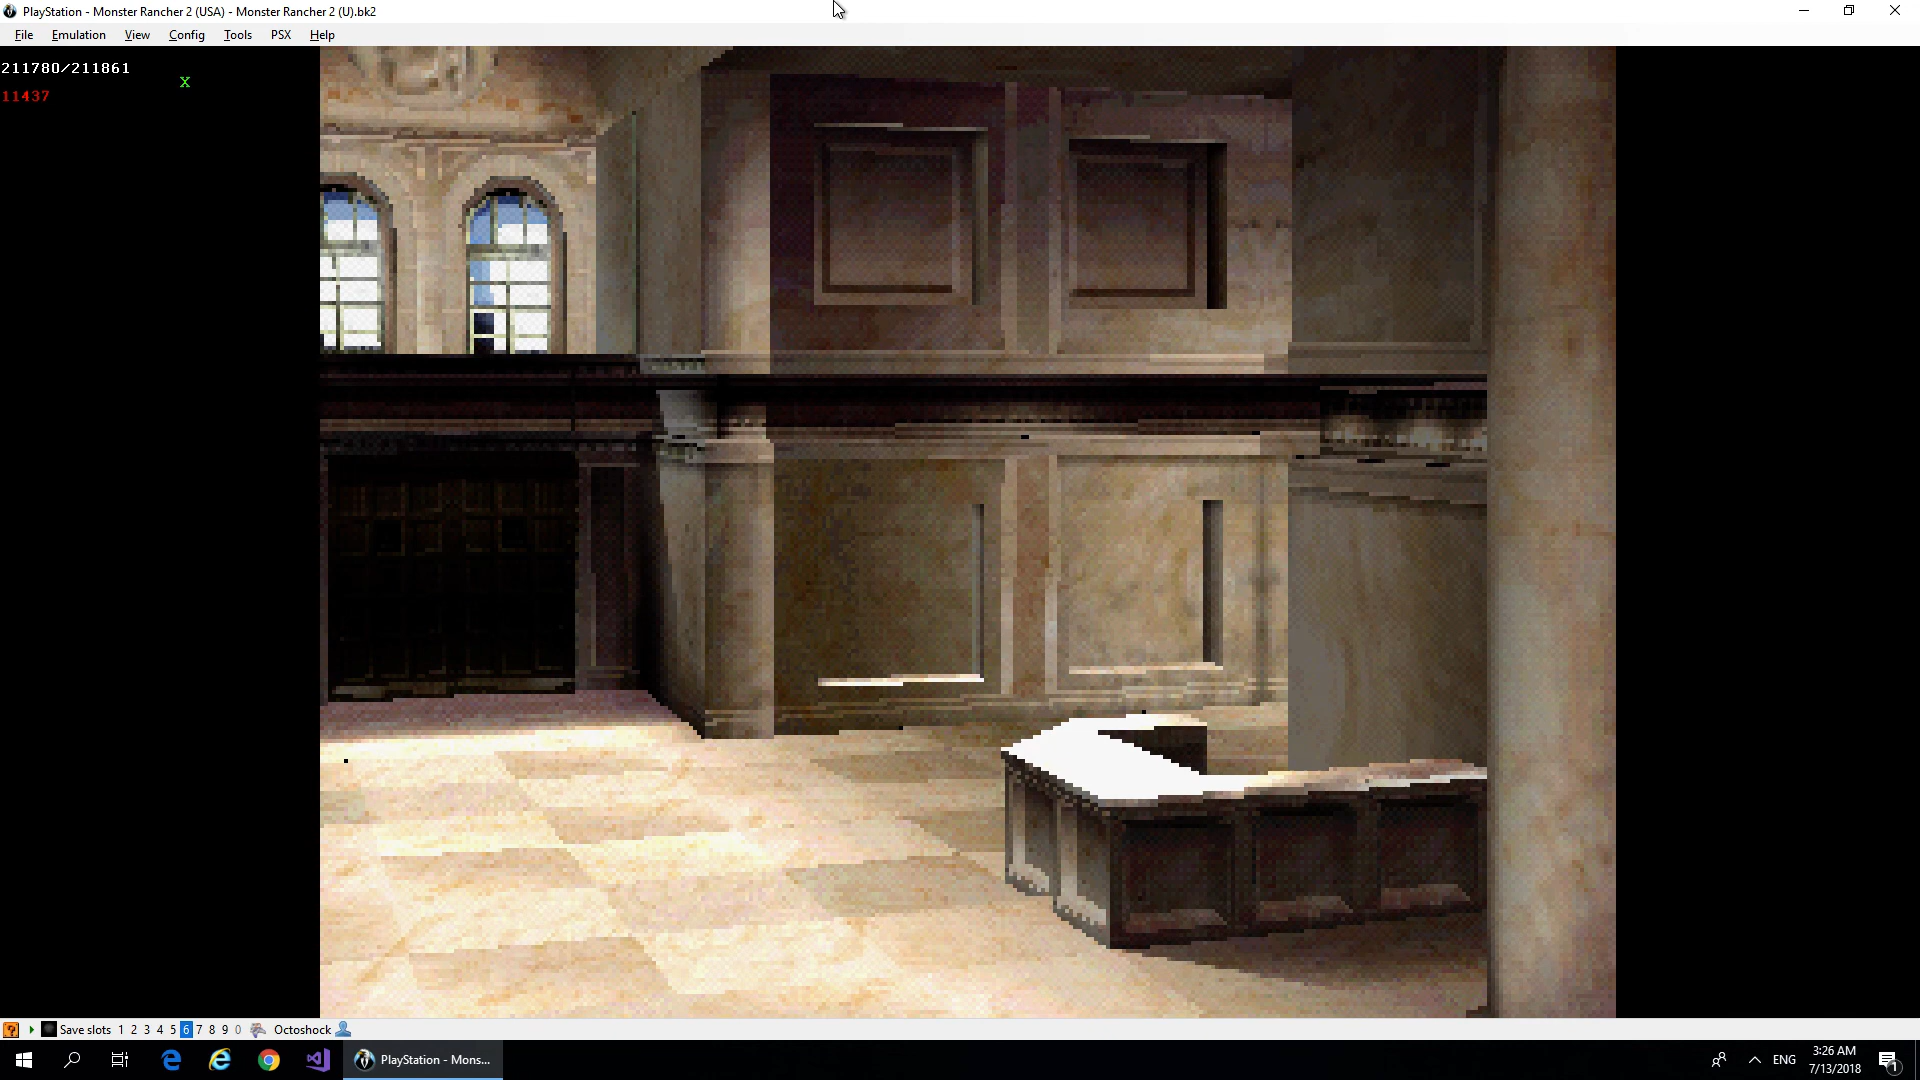 PlayStation - Monster Rancher 2 (USA) - Monster Rancher 2 (U).bk2
File Emulation View Config Tools PSX Help
211780/211861
X
11437
Save slots 1 2 3 4 5 6 7 8 9 0 Octoshock
PlayStation - Mons...
ENG
3:26 AM
7/13/2018
1